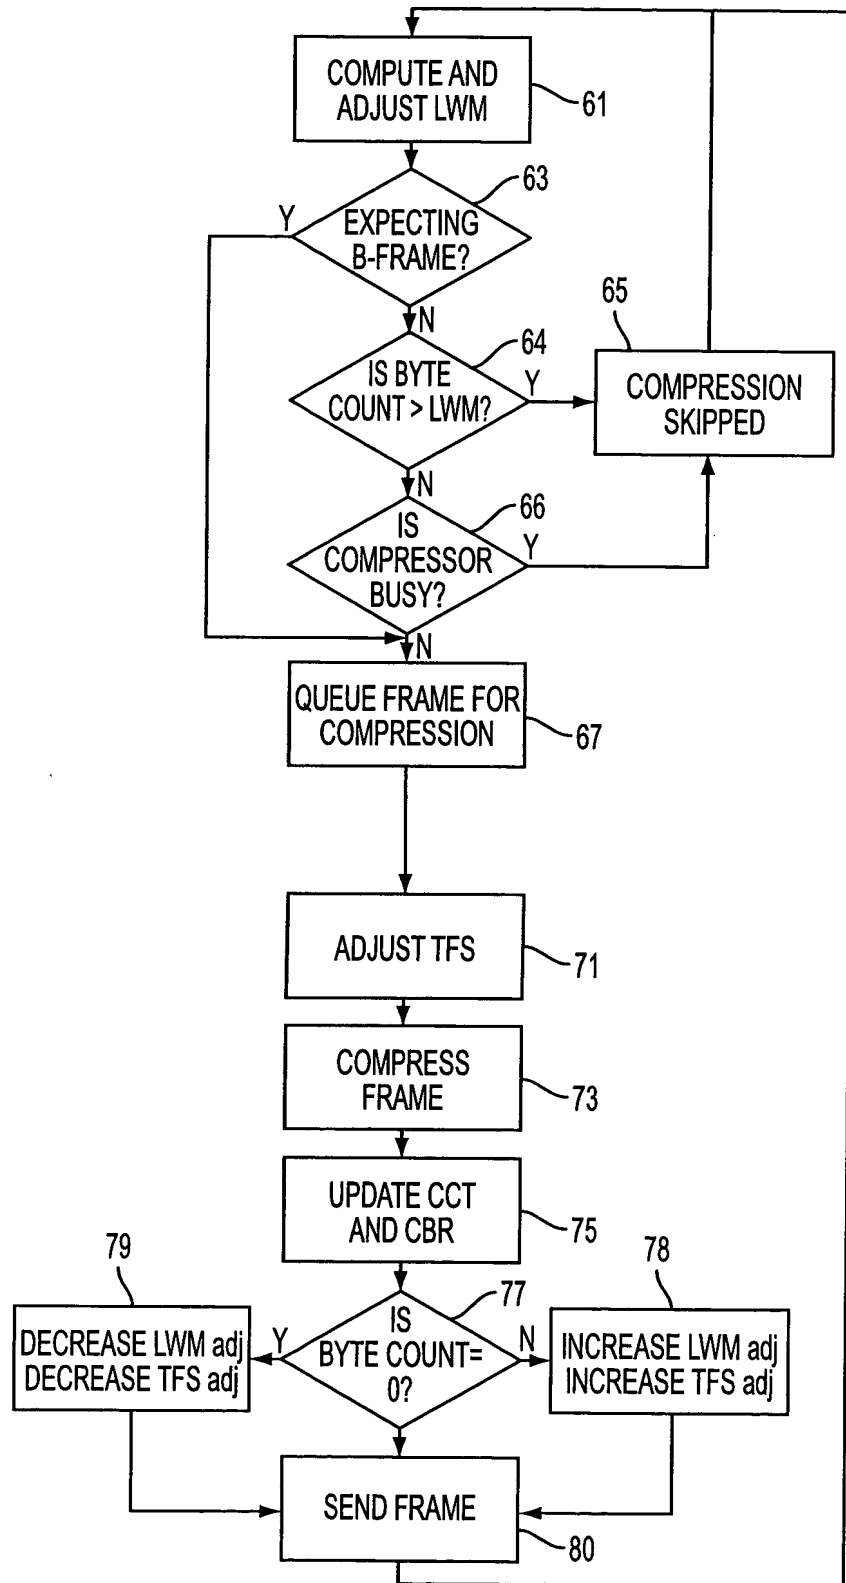 COMPUTE AND
ADJUST LWM
61
63
Y
EXPECTING
B-FRAME?
N
65
64
IS BYTE
COUNT > LWM?
Y
COMPRESSION
SKIPPED
N
66
IS
COMPRESSOR
BUSY?
Y
N
QUEUE FRAME FOR
COMPRESSION
67
ADJUST TFS
71
COMPRESS
FRAME
73
UPDATE CCT
AND CBR
75
79
77
78
IS
BYTE COUNT=
0?
Y
N
DECREASE LWM adj
DECREASE TFS adj
INCREASE LWM adj
INCREASE TFS adj
SEND FRAME
80